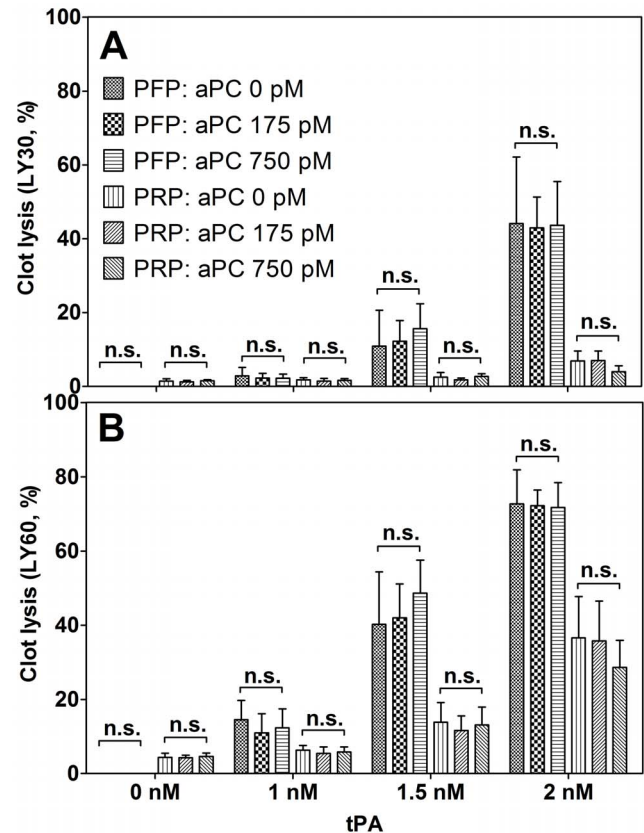 100
A
PFP: aPC 0 pM
PFP: aPC 175 pM
PFP: aPC 750 pM
PRP: aPC 0 pM
PRP: aPC 175 pM
PRP: aPC 750 pM
80
60
40
20
0
Clot lysis (LY30, %)
n.s.
n.s.
n.s.
n.s.
n.s.
n.s.
n.s.
n.s.
100
B
80
60
40
20
0
Clot lysis (LY60, %)
n.s.
n.s.
n.s.
n.s.
n.s.
n.s.
n.s.
n.s.
0 nM 1 nM 1.5 nM 2 nM
tPA